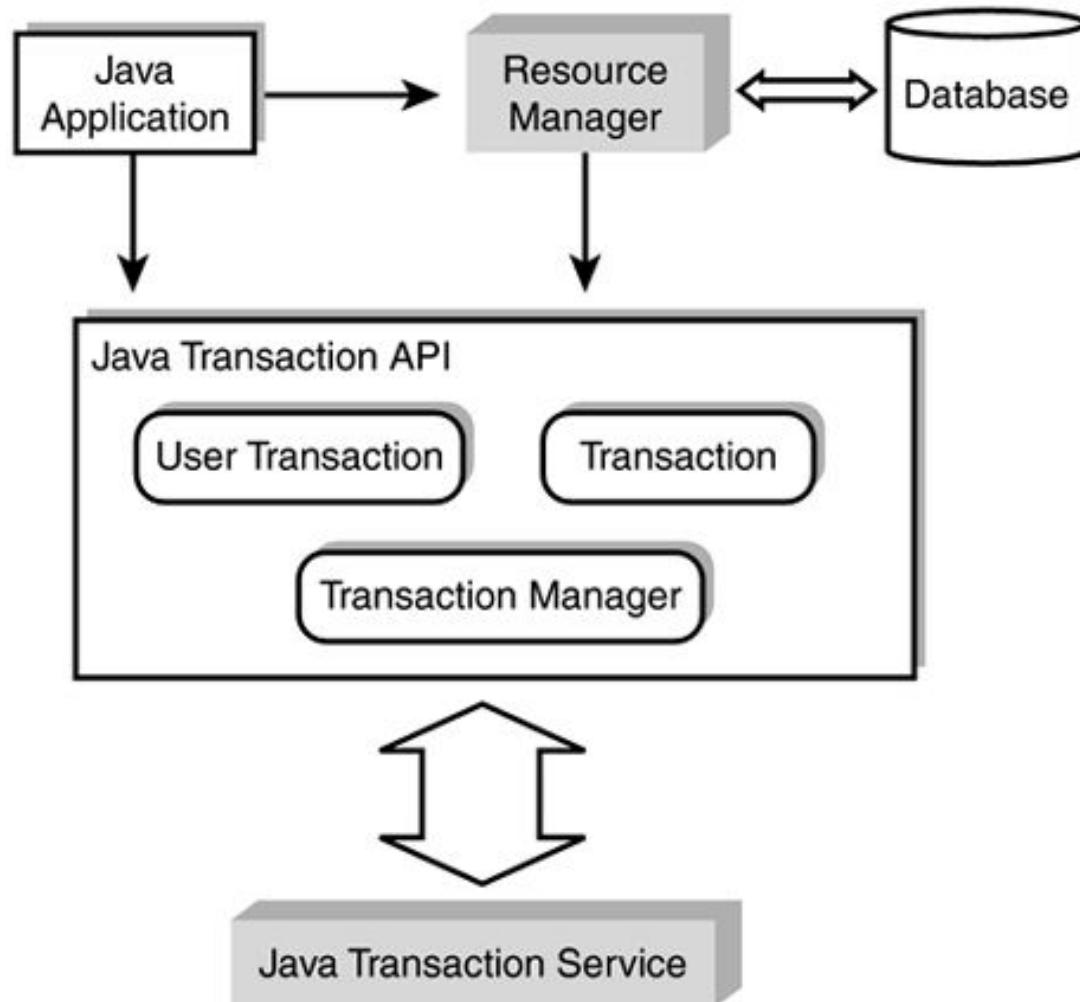 Java
Application
Resource
Manager
Database
Java Transaction API
User Transaction
Transaction
Transaction Manager
Java Transaction Service